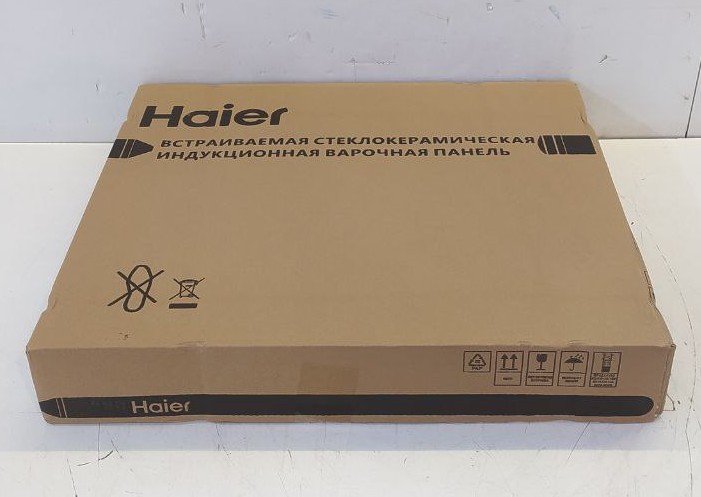 Haier
ВСТРАИВАЕМАЯ СТЕКЛОКЕРАМИЧЕСКАЯ
ИНДУКЦИОННАЯ ВАРОЧНАЯ ПАНЕЛЬ
Haier